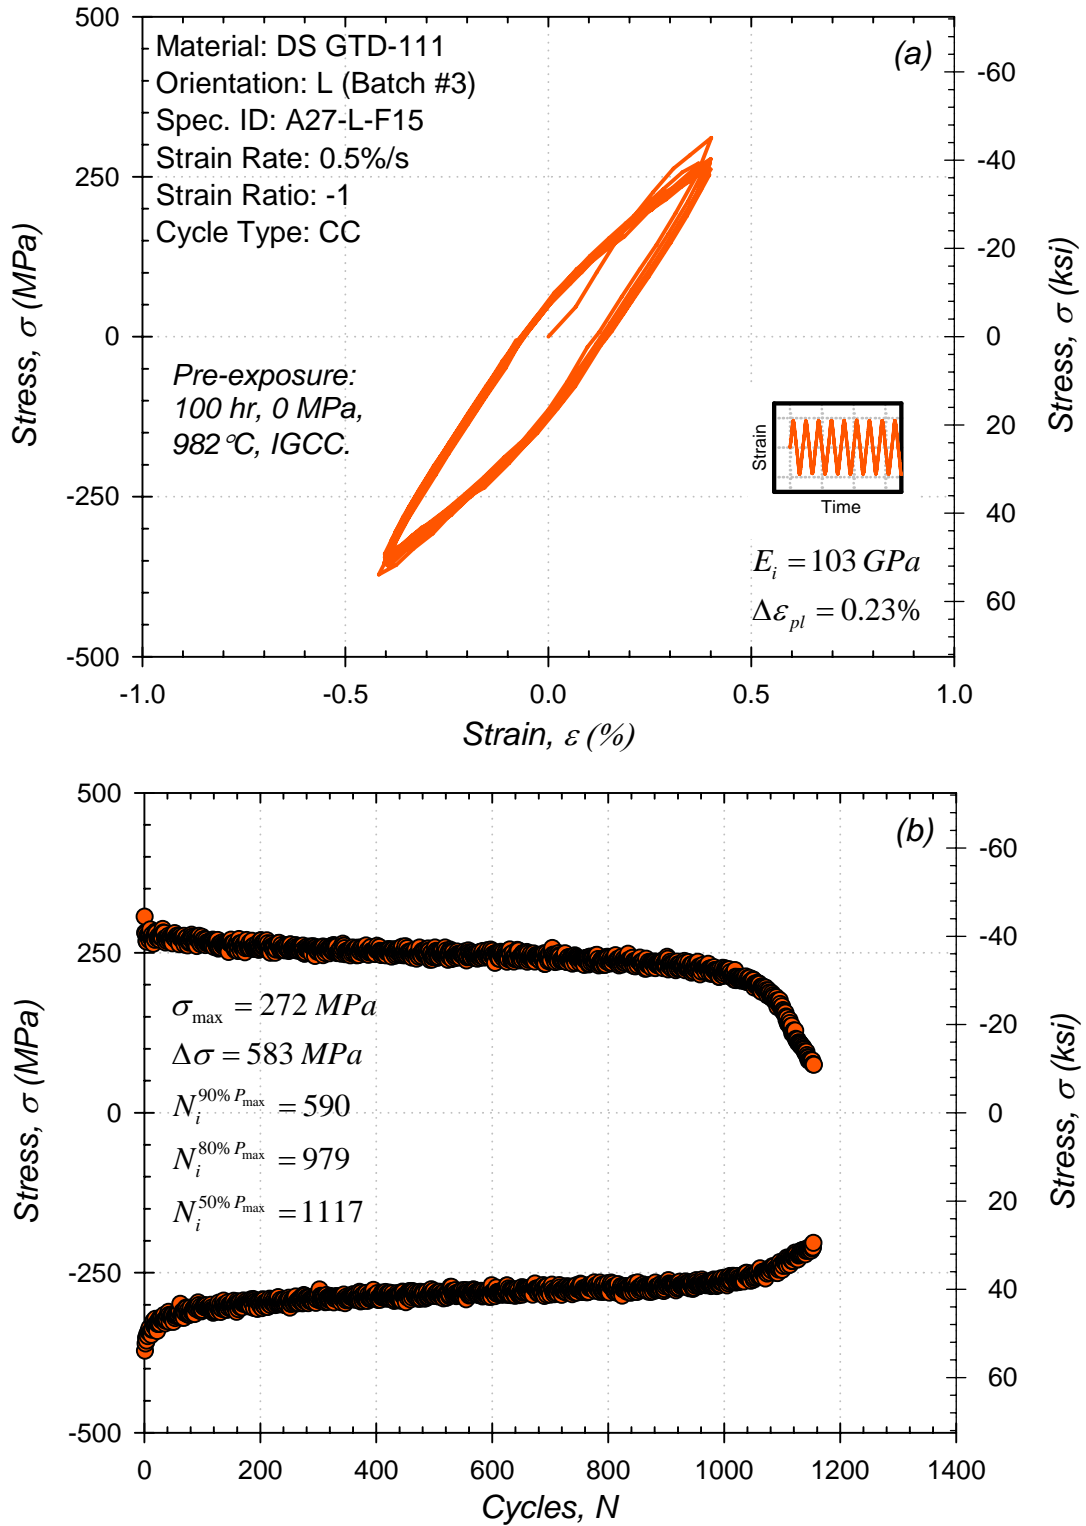 500
250
0
-250
-500
Stress, σ (MPa)
Material: DS GTD-111
Orientation: L (Batch #3)
Spec. ID: A27-L-F15
Strain Rate: 0.5%/s
Strain Ratio: -1
Cycle Type: CC
(a)
Pre-exposure:
100 hr, 0 MPa,
982°C, IGCC.
Strain
Time
E_i = 103 GPa
Δε_pl = 0.23%
-60
-40
-20
0
20
40
60
Stress, σ (ksi)
-1.0 -0.5 0.0 0.5 1.0
Strain, ε (%)
500
250
0
-250
-500
Stress, σ (MPa)
(b)
σ_max = 272 MPa
Δσ = 583 MPa
N_i^90% P_max = 590
N_i^80% P_max = 979
N_i^50% P_max = 1117
-60
-40
-20
0
20
40
60
Stress, σ (ksi)
0 200 400 600 800 1000 1200 1400
Cycles, N